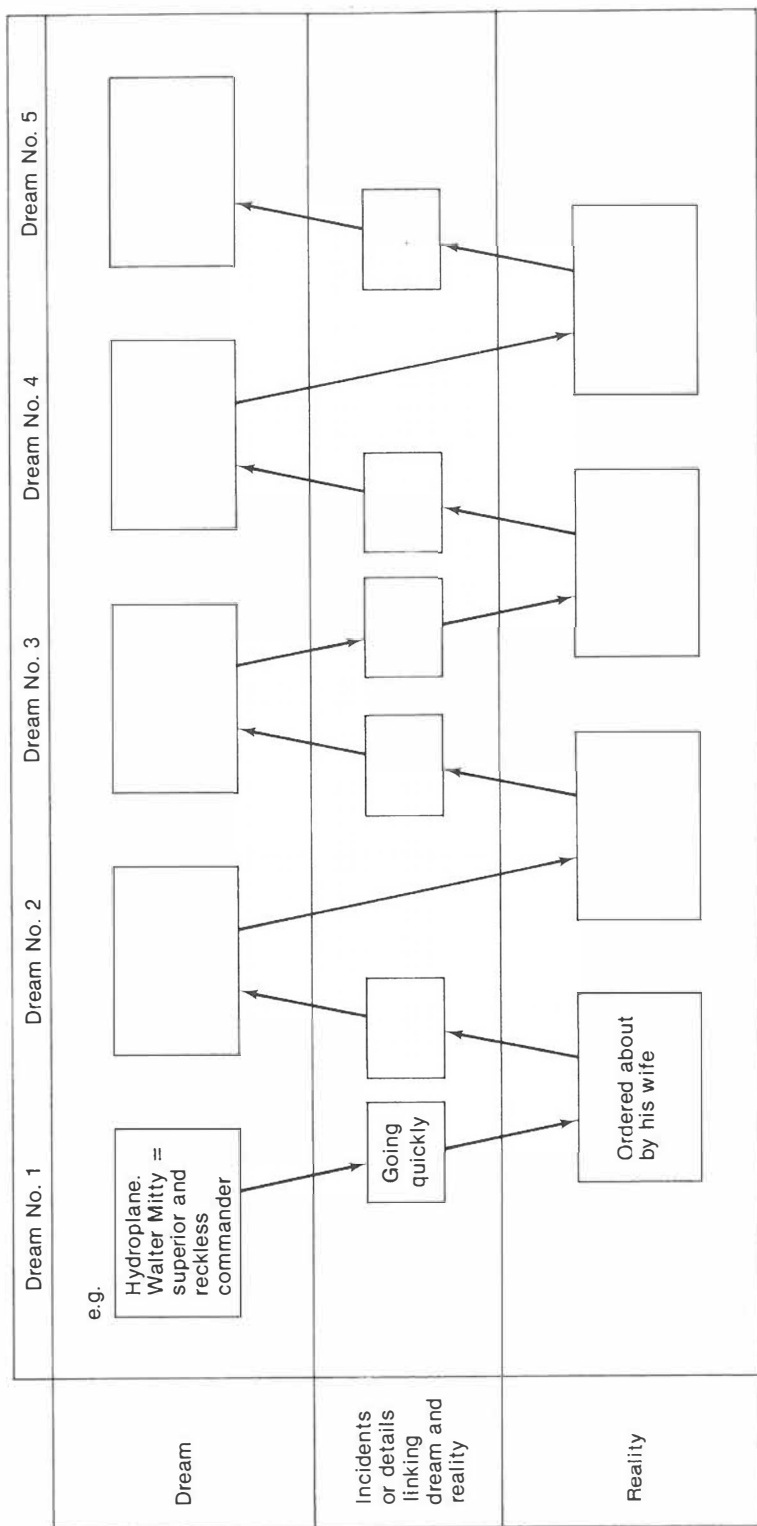 Dream No. 1
Dream No. 2
Dream No. 3
Dream No. 4
Dream No. 5
Dream
e.g.
Hydroplane.
Walter Mitty =
superior and
reckless
commander
Incidents
or details
linking
dream and
reality
Going
quickly
Reality
Ordered about
by his wife